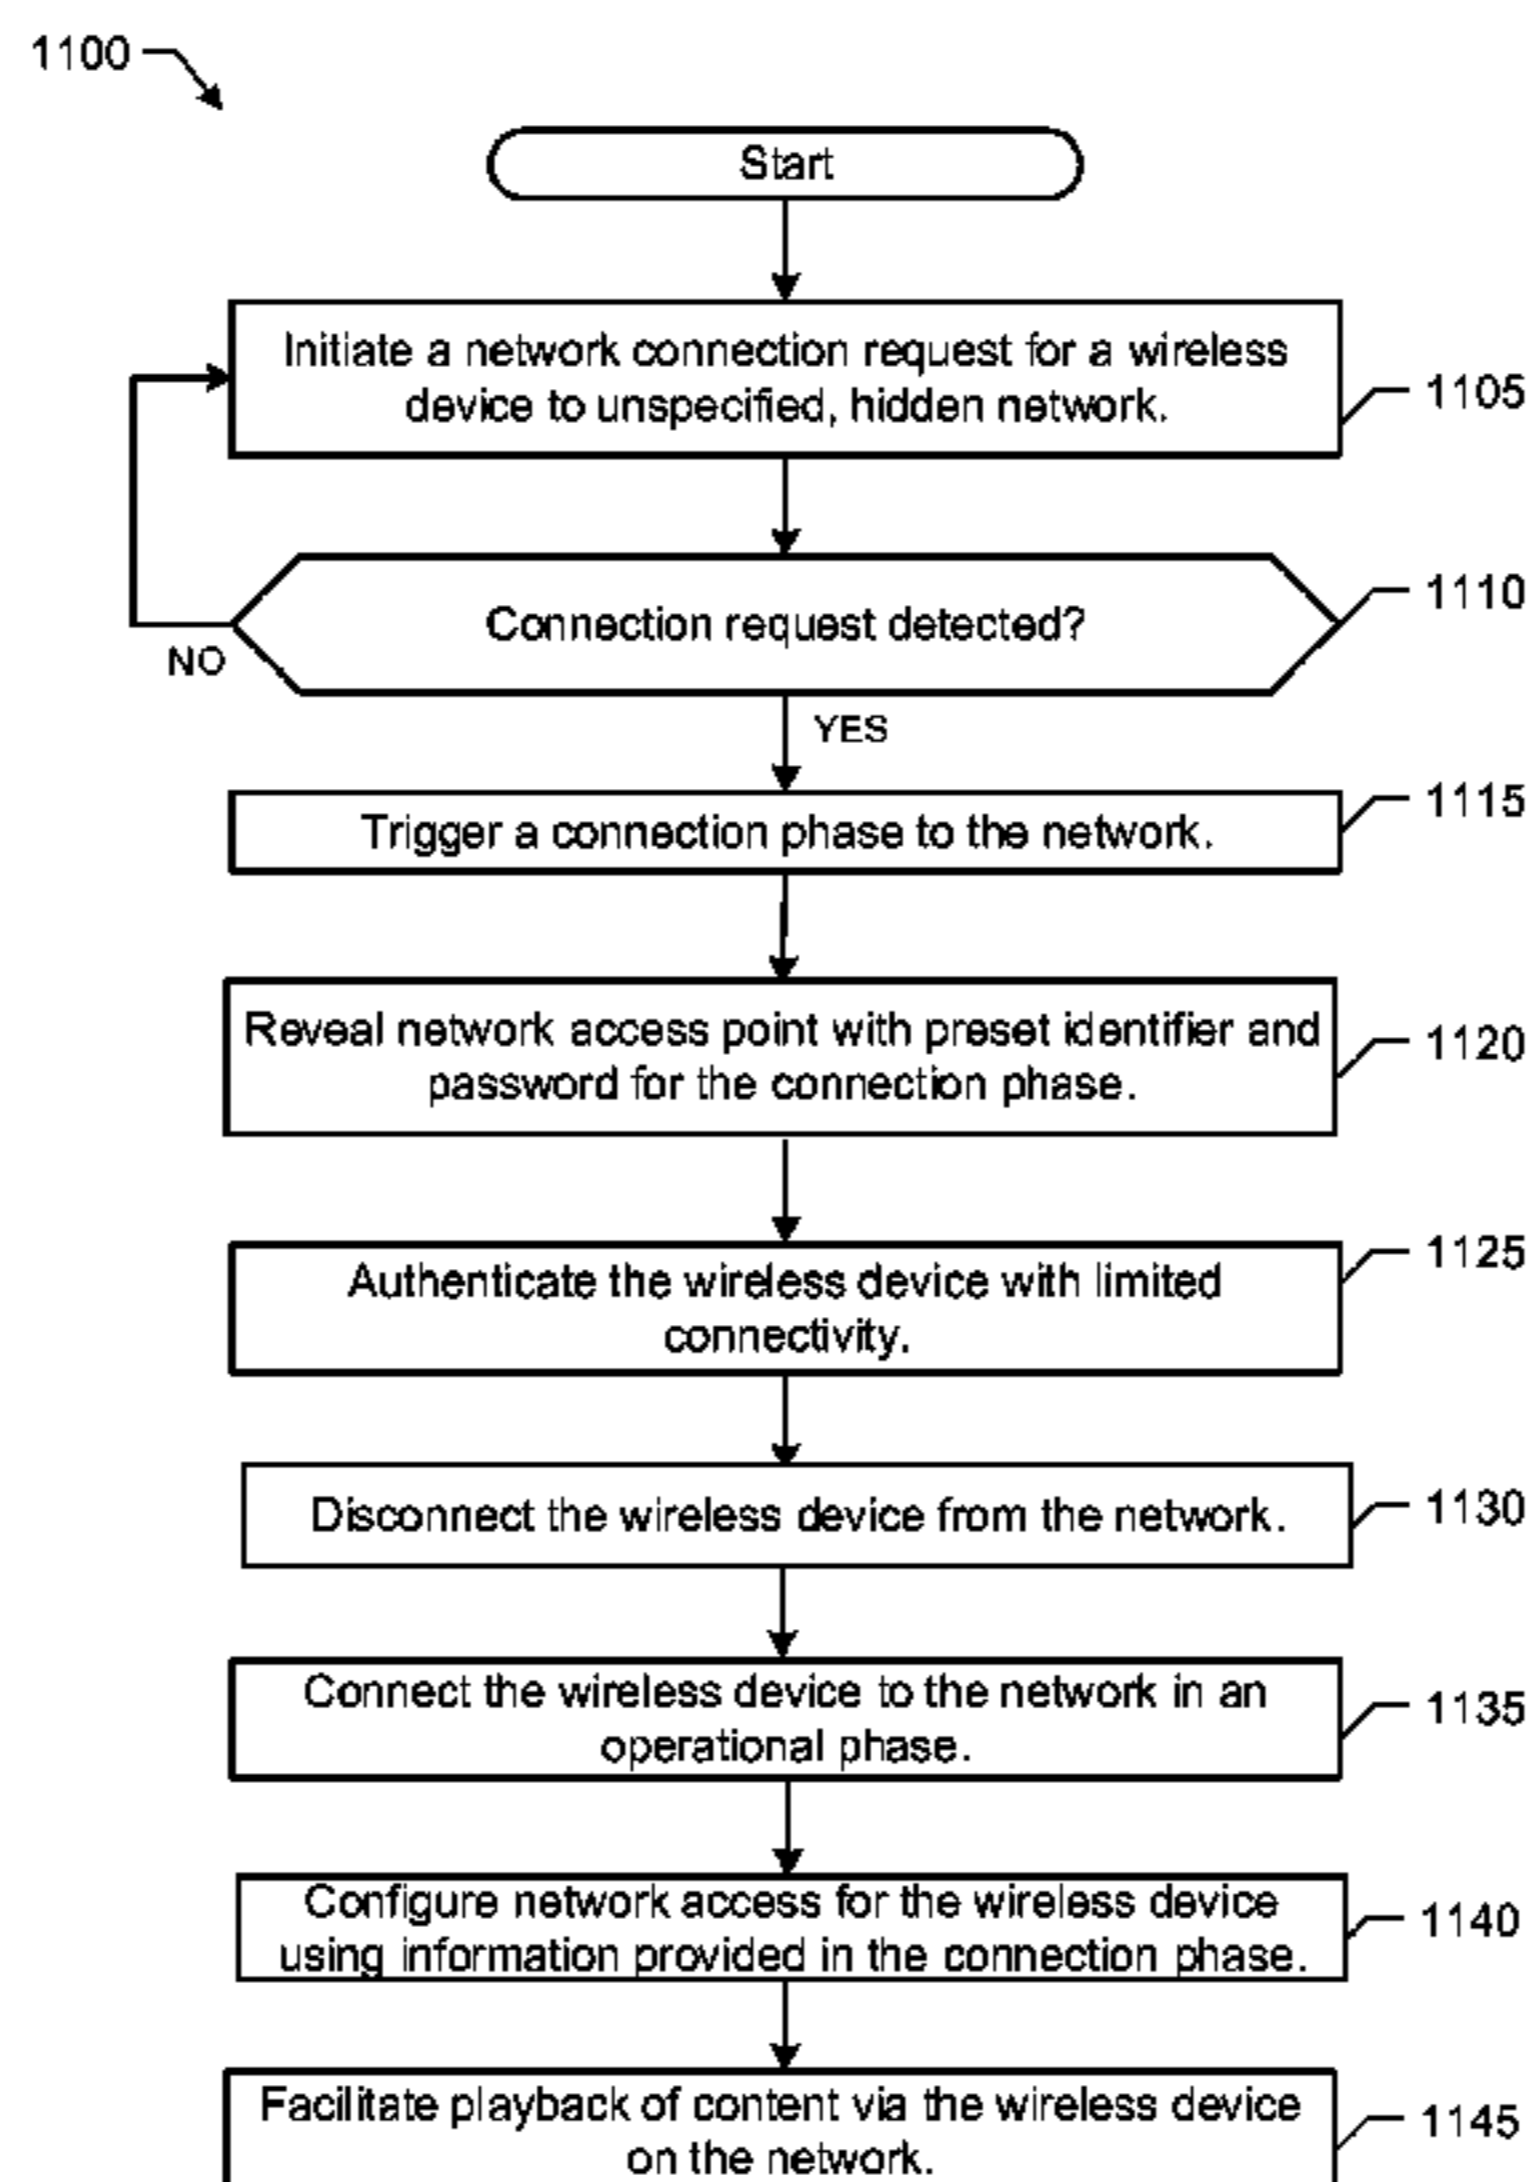 1100
Start
Initiate a network connection request for a wireless
device to unspecified, hidden network.
1105
Connection request detected?
1110
NO
YES
Trigger a connection phase to the network.
1115
Reveal network access point with preset identifier and
password for the connection phase.
1120
Authenticate the wireless device with limited
connectivity.
1125
Disconnect the wireless device from the network.
1130
Connect the wireless device to the network in an
operational phase.
1135
Configure network access for the wireless device
using information provided in the connection phase.
1140
Facilitate playback of content via the wireless device
on the network.
1145